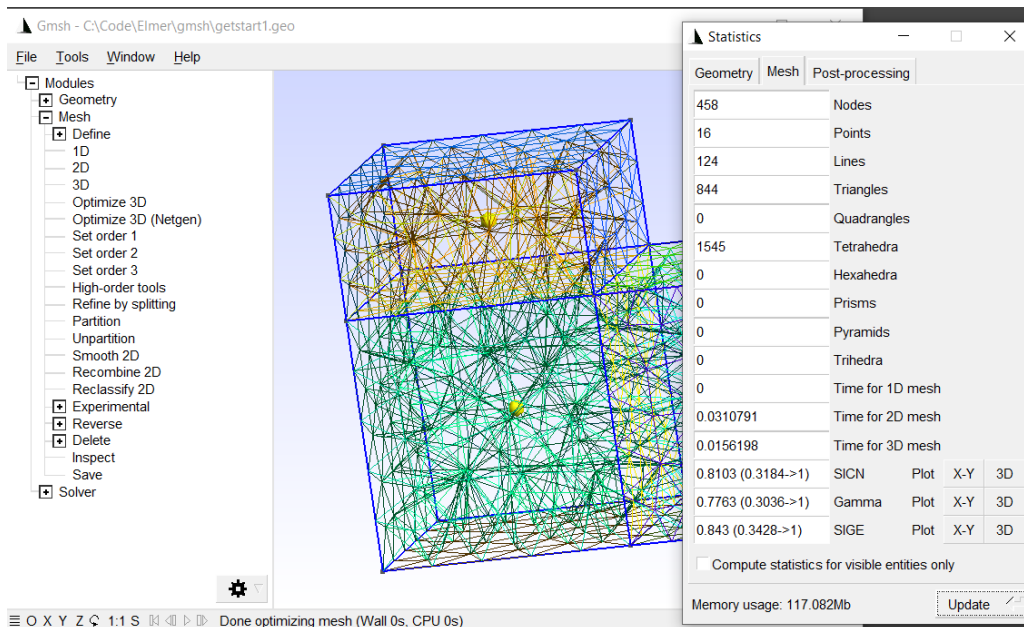 Gmsh - C:\Code\Elmer\gmsh\getstart1.geo
File Tools Window Help
Modules
Geometry
Mesh
Define
1D
2D
3D
Optimize 3D
Optimize 3D (Netgen)
Set order 1
Set order 2
Set order 3
High-order tools
Refine by splitting
Partition
Unpartition
Smooth 2D
Recombine 2D
Reclassify 2D
Experimental
Reverse
Delete
Inspect
Save
Solver
O X Y Z 1:1 S Done optimizing mesh (Wall 0s, CPU 0s)
Statistics
Geometry Mesh Post-processing
458 Nodes
16 Points
124 Lines
844 Triangles
0 Quadrangles
1545 Tetrahedra
0 Hexahedra
0 Prisms
0 Pyramids
0 Trihedra
0 Time for 1D mesh
0.0310791 Time for 2D mesh
0.0156198 Time for 3D mesh
0.8103 (0.3184->1) SICN Plot X-Y 3D
0.7763 (0.3036->1) Gamma Plot X-Y 3D
0.843 (0.3428->1) SIGE Plot X-Y 3D
Compute statistics for visible entities only
Memory usage: 117.082Mb Update